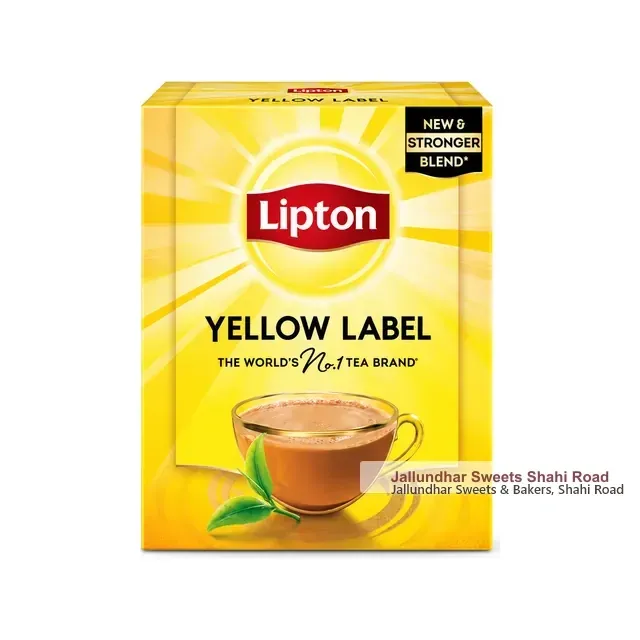 Lipton
YELLOW LABEL
NEW &
STRONGER
BLEND*
Lipton
YELLOW LABEL
THE WORLD'S No.1 TEA BRAND*
Jallundhar Sweets Shahi Road
Jallundhar Sweets & Bakers, Shahi Road